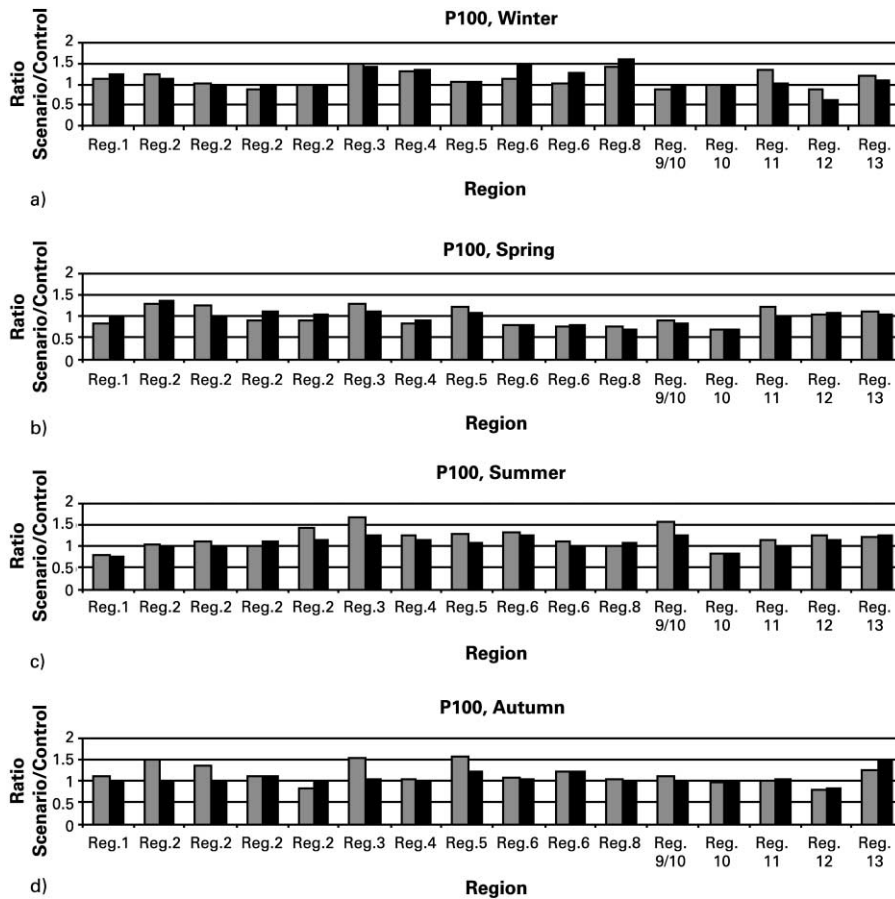 P100, Winter
Ratio
Scenario/Control
2
1.5
1
0.5
0
Reg.1 Reg.2 Reg.2 Reg.2 Reg.2 Reg.3 Reg.4 Reg.5 Reg.6 Reg.6 Reg.8 Reg. Reg. Reg. Reg. Reg.
9/10 10 11 12 13
Region
a)
P100, Spring
Ratio
Scenario/Control
2
1.5
1
0.5
0
Reg.1 Reg.2 Reg.2 Reg.2 Reg.2 Reg.3 Reg.4 Reg.5 Reg.6 Reg.6 Reg.8 Reg. Reg. Reg. Reg. Reg.
9/10 10 11 12 13
Region
b)
P100, Summer
Ratio
Scenario/Control
2
1.5
1
0.5
0
Reg.1 Reg.2 Reg.2 Reg.2 Reg.2 Reg.3 Reg.4 Reg.5 Reg.6 Reg.6 Reg.8 Reg. Reg. Reg. Reg. Reg.
9/10 10 11 12 13
Region
c)
P100, Autumn
Ratio
Scenario/Control
2
1.5
1
0.5
0
Reg.1 Reg.2 Reg.2 Reg.2 Reg.2 Reg.3 Reg.4 Reg.5 Reg.6 Reg.6 Reg.8 Reg. Reg. Reg. Reg. Reg.
9/10 10 11 12 13
Region
d)